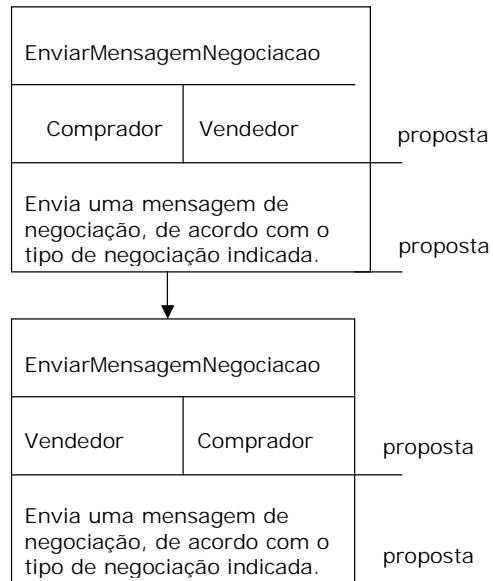 EnviarMensagemNegociacao
Comprador Vendedor
proposta
Envia uma mensagem de
negociação, de acordo com o
tipo de negociação indicada.
proposta
EnviarMensagemNegociacao
Vendedor Comprador
proposta
Envia uma mensagem de
negociação, de acordo com o
tipo de negociação indicada.
proposta